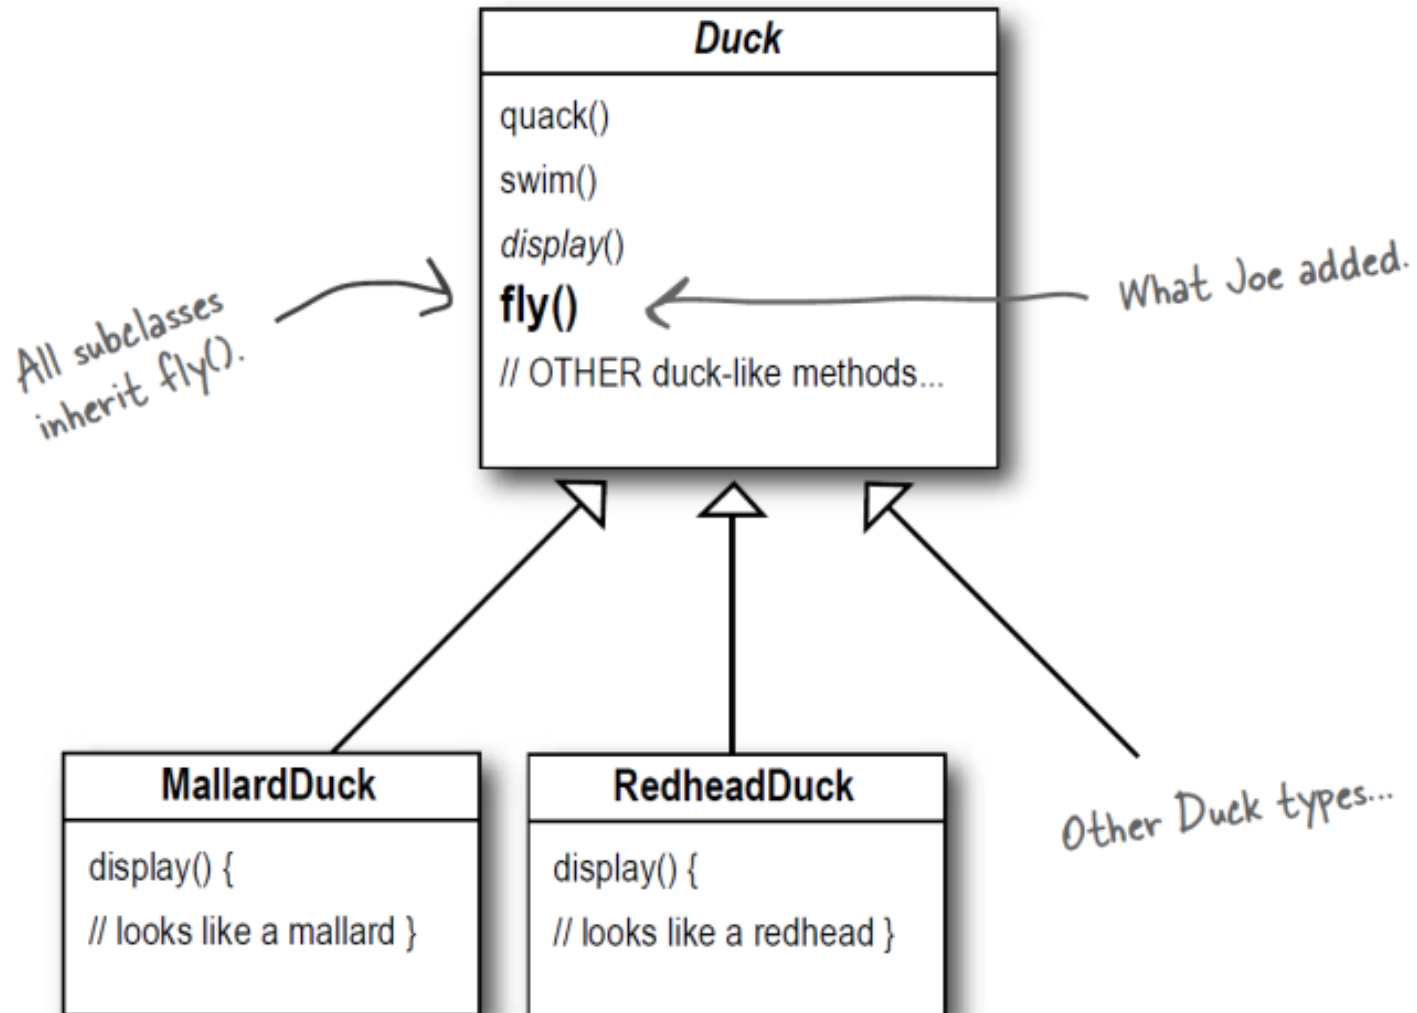 Duck
quack()
swim()
display()
fly()
// OTHER duck-like methods...
All subclasses
inherit fly().
What Joe added.
MallardDuck
display() {
// looks like a mallard }
RedheadDuck
display() {
// looks like a redhead }
Other Duck types...